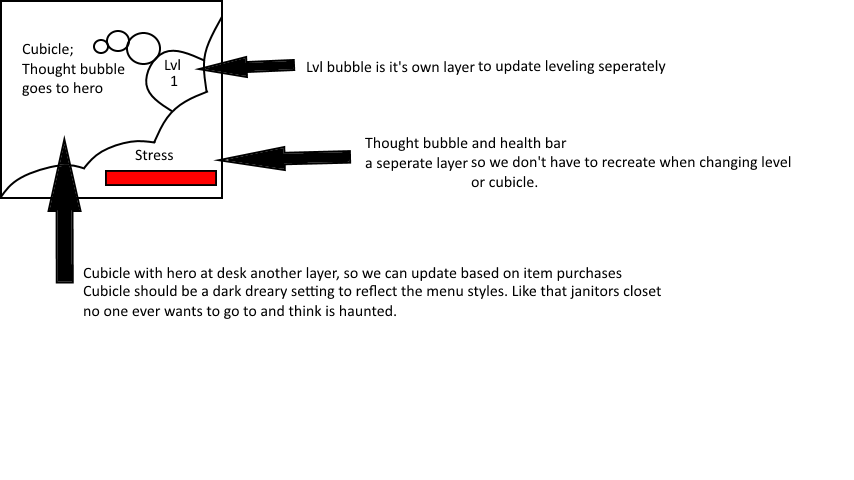 Cubicle;
Thought bubble
goes to hero
Lvl
1
Lvl bubble is it's own layer to update leveling seperately
Thought bubble and health bar
a seperate layer so we don't have to recreate when changing level
or cubicle.
Stress
Cubicle with hero at desk another layer, so we can update based on item purchases
Cubicle should be a dark dreary setting to reflect the menu styles. Like that janitors closet
no one ever wants to go to and think is haunted.